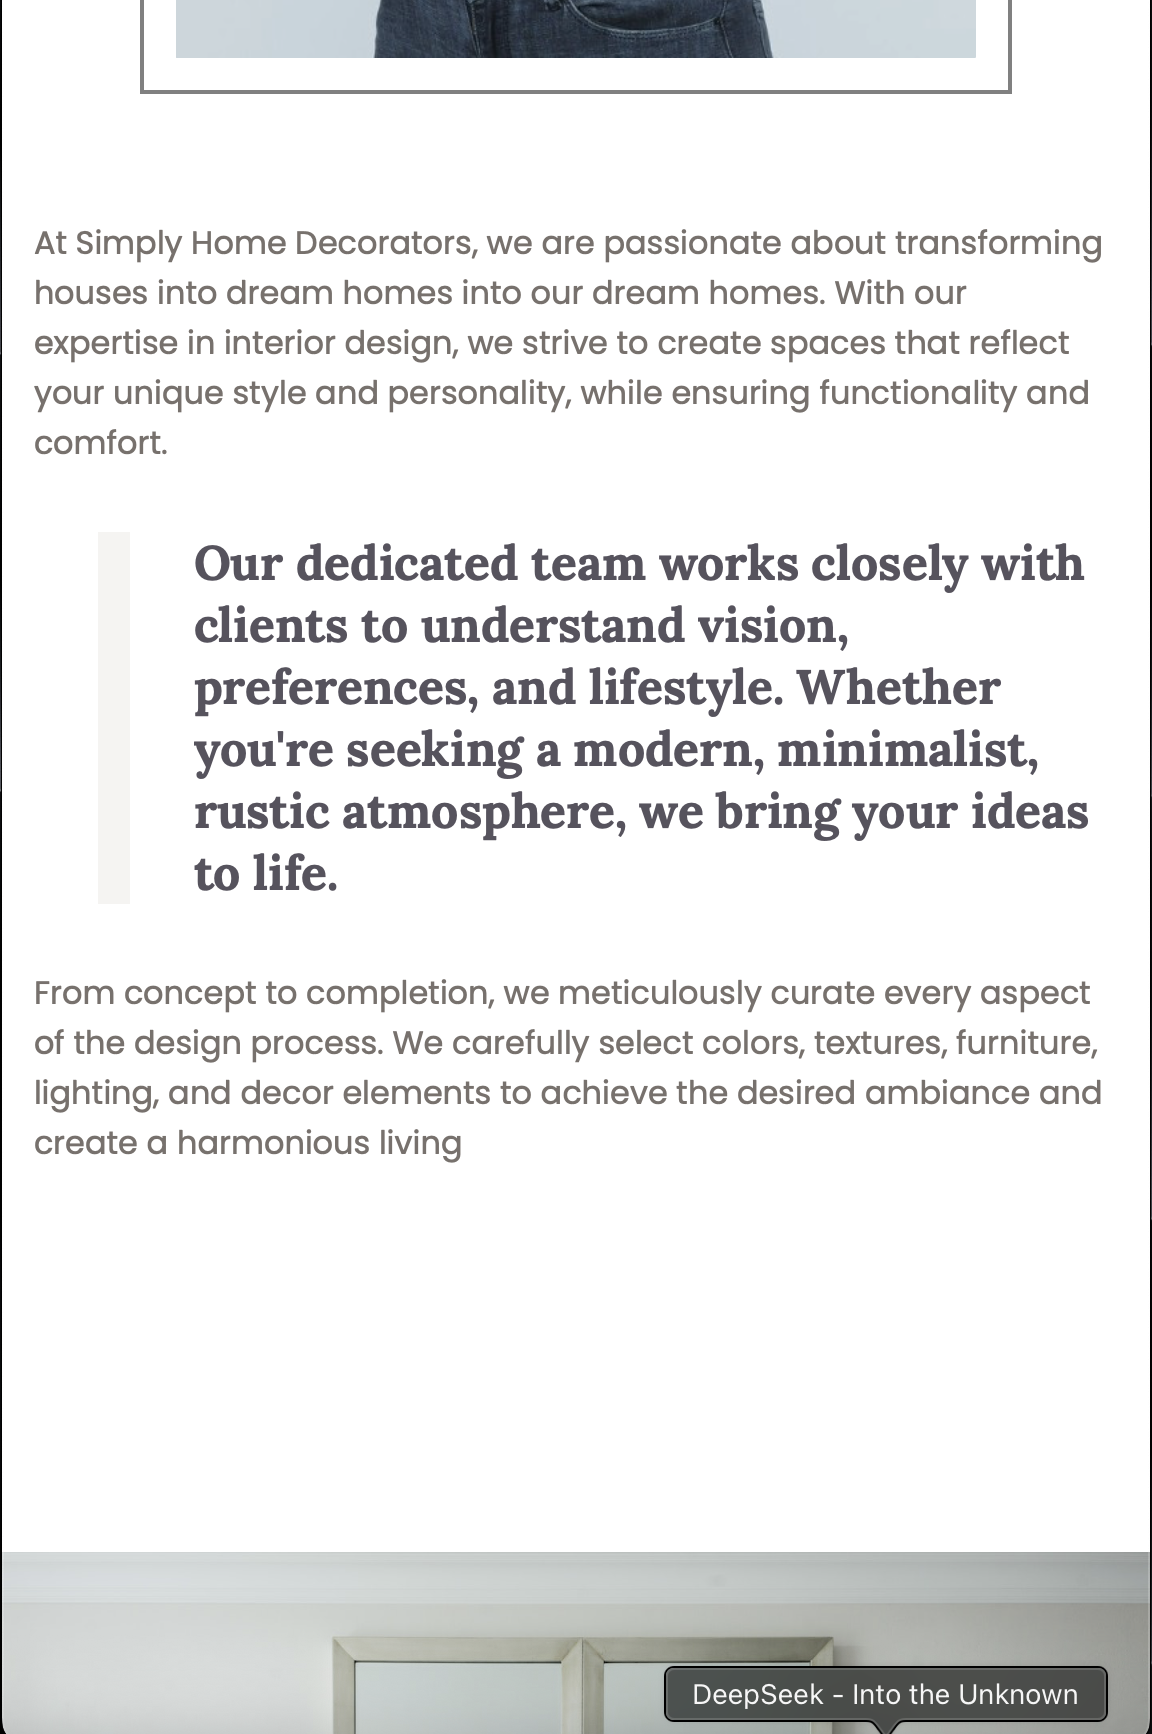 At Simply Home Decorators, we are passionate about transforming
houses into dream homes into our dream homes. With our
expertise in interior design, we strive to create spaces that reflect
your unique style and personality, while ensuring functionality and
comfort.
Our dedicated team works closely with
clients to understand vision,
preferences, and lifestyle. Whether
you're seeking a modern, minimalist,
rustic atmosphere, we bring your ideas
to life.
From concept to completion, we meticulously curate every aspect
of the design process. We carefully select colors, textures, furniture,
lighting, and decor elements to achieve the desired ambiance and
create a harmonious living
DeepSeek - Into the Unknown